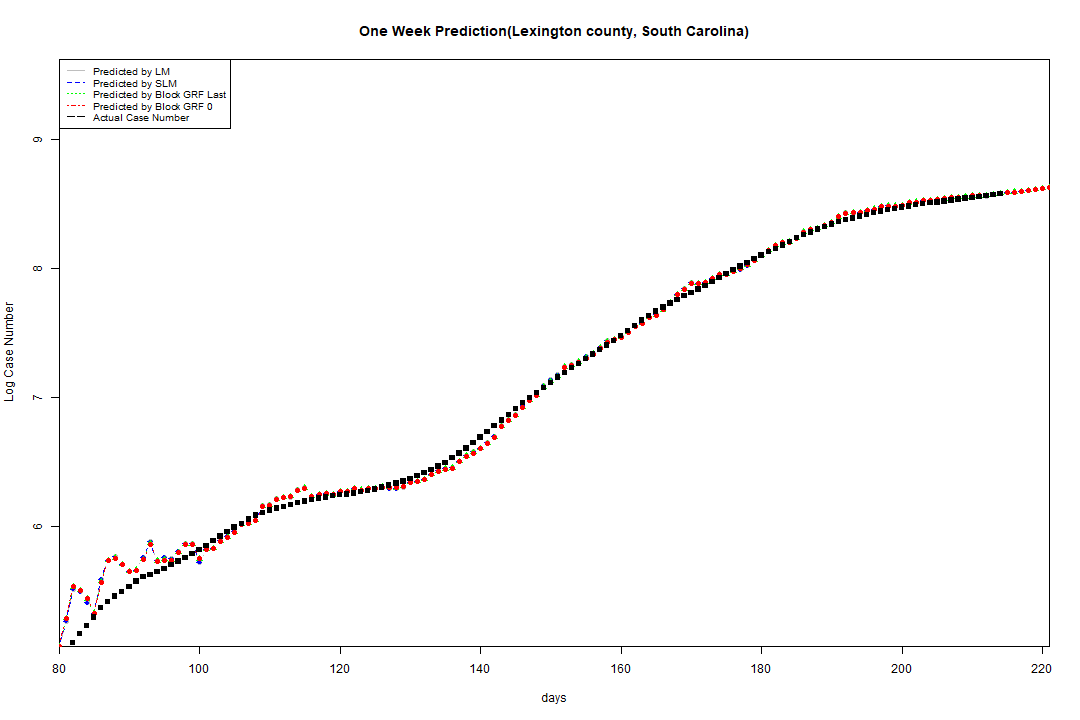 One Week Prediction(Lexington county, South Carolina)
Predicted by LM
Predicted by SLM
Predicted by Block GRF Last
Predicted by Block GRF 0
Actual Case Number
9
8
7
6
Log Case Number
80 100 120 140 160 180 200 220
days